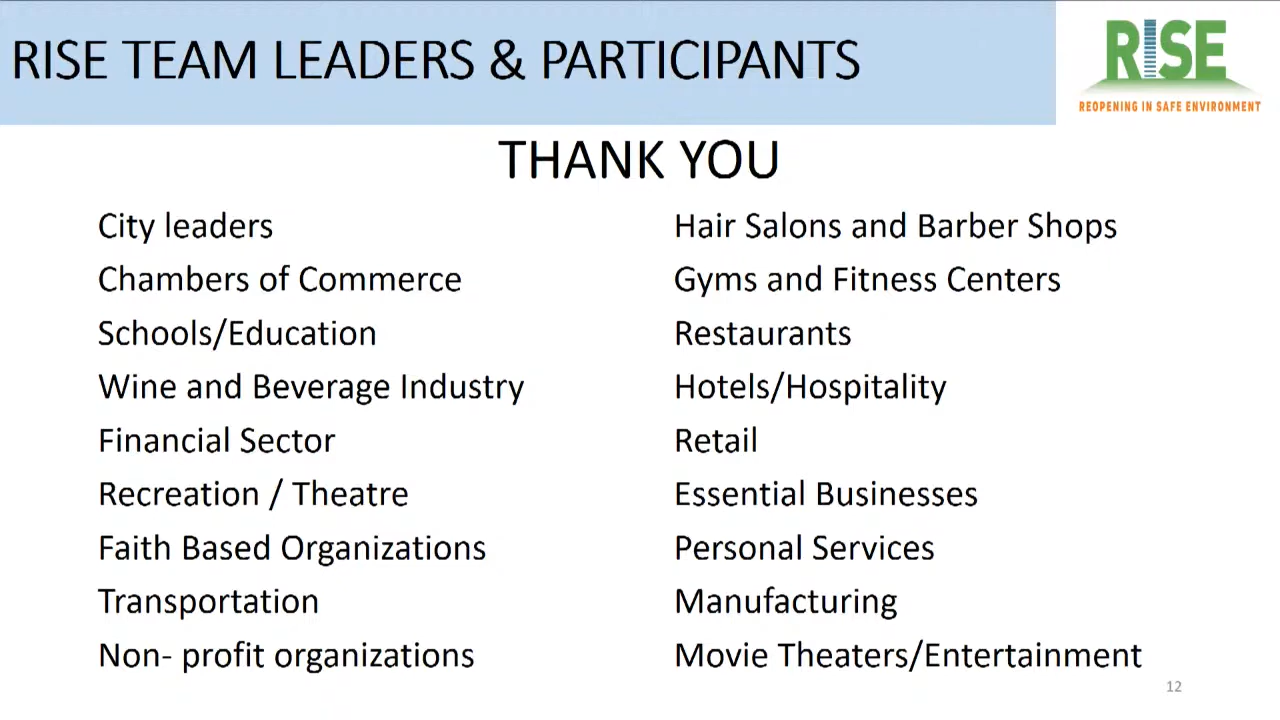 RISE TEAM LEADERS & PARTICIPANTS
RISE
REOPENING IN SAFE ENVIRONMENT
THANK YOU
City leaders
Chambers of Commerce
Schools/Education
Wine and Beverage Industry
Financial Sector
Recreation / Theatre
Faith Based Organizations
Transportation
Non- profit organizations
Hair Salons and Barber Shops
Gyms and Fitness Centers
Restaurants
Hotels/Hospitality
Retail
Essential Businesses
Personal Services
Manufacturing
Movie Theaters/Entertainment
12